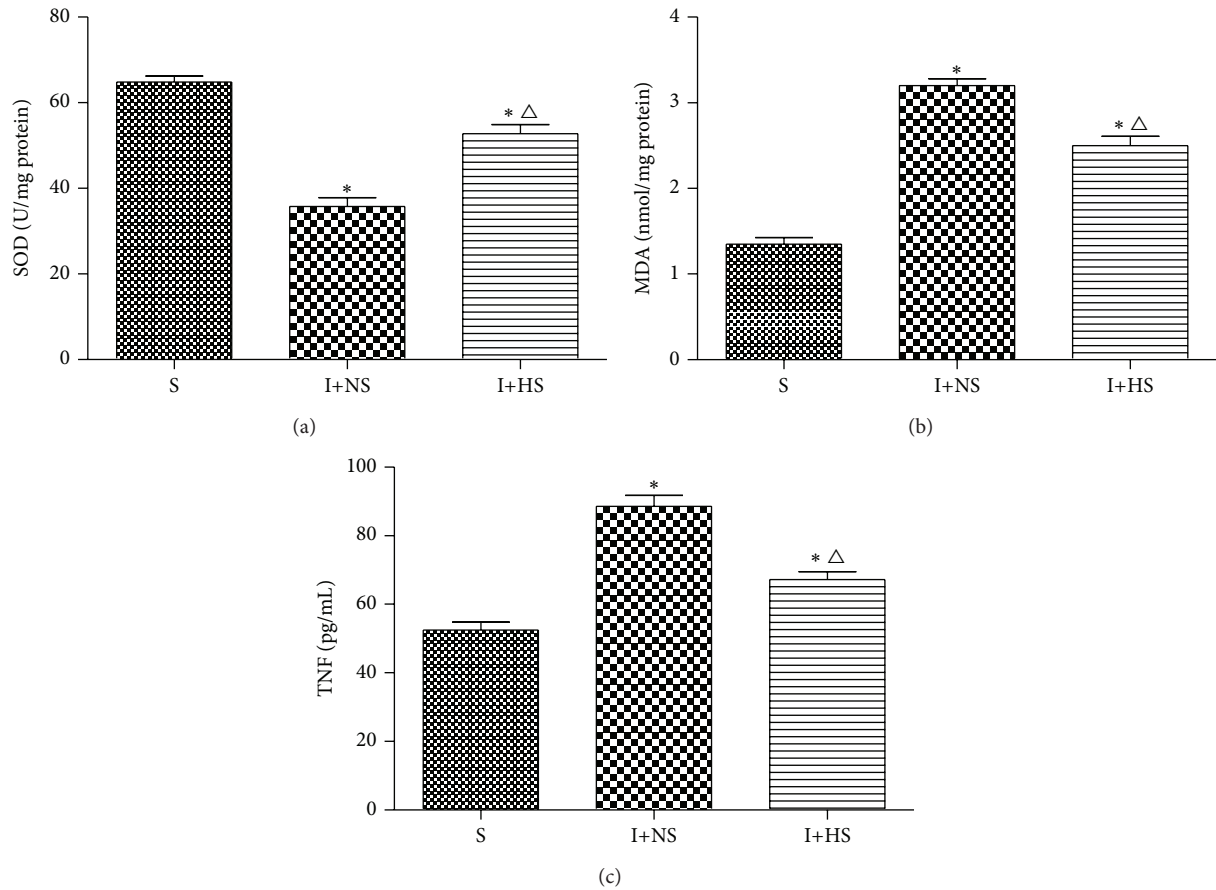 80
60
40
20
0
SOD (U/mg protein)
*
* △
S
I+NS
I+HS
(a)
4
3
2
1
0
MDA (nmol/mg protein)
*
* △
S
I+NS
I+HS
(b)
100
80
60
40
20
0
TNF (pg/mL)
*
* △
S
I+NS
I+HS
(c)